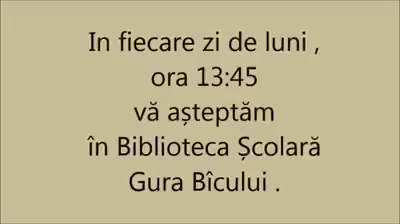 In fiecare zi de luni ,
ora 13:45
vă așteptăm
în Biblioteca Școlară
Gura Bîcului .